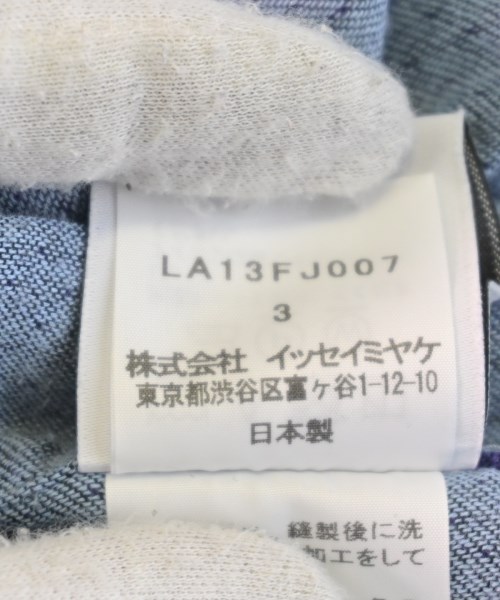 LA13FJ007
3
株式会社 イッセイミヤケ
東京都渋谷区富ヶ谷1-12-10
日本製
縫製後に洗
加工をして